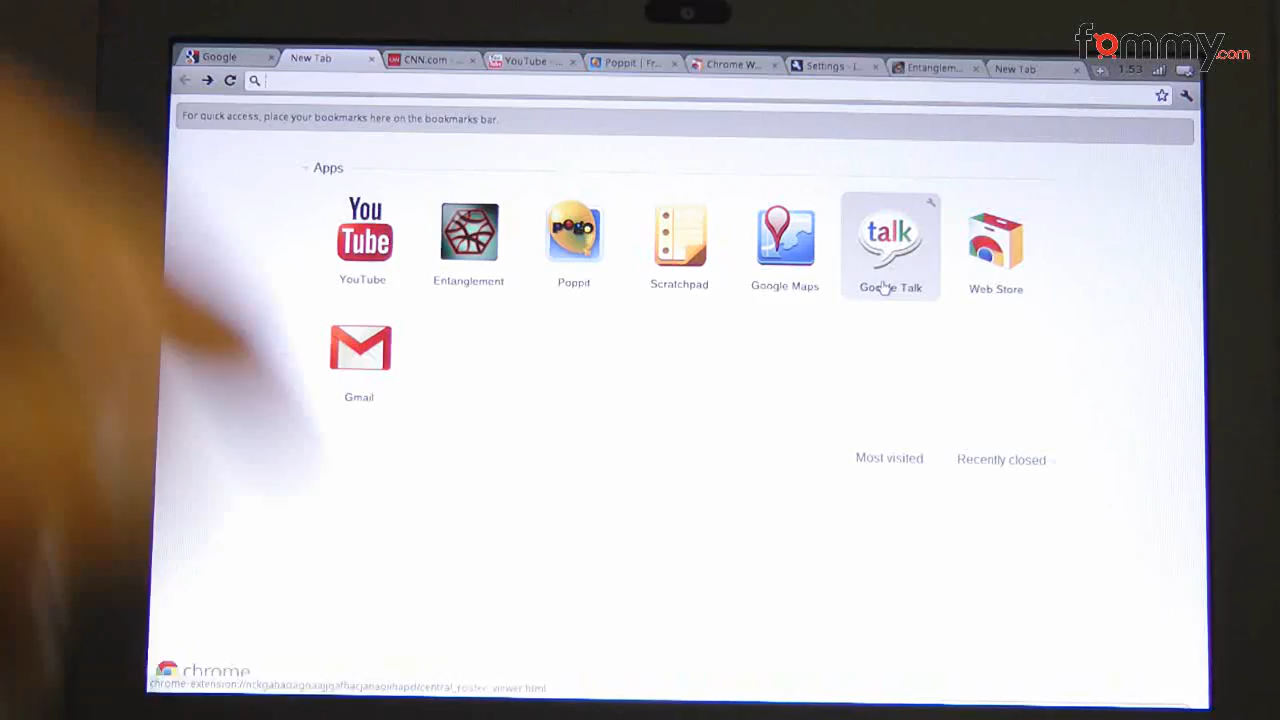 fommy.com
Google
New Tab
CNN.com - ...
YouTube - ...
Poppit | Fr...
Chrome W...
Settings - ...
Entanglem...
New Tab
1:53
For quick access, place your bookmarks here on the bookmarks bar.
Apps
You
Tube
pogo
talk
YouTube
Entanglement
Poppit
Scratchpad
Google Maps
Google Talk
Web Store
Gmail
Most visited
Recently closed
chrome